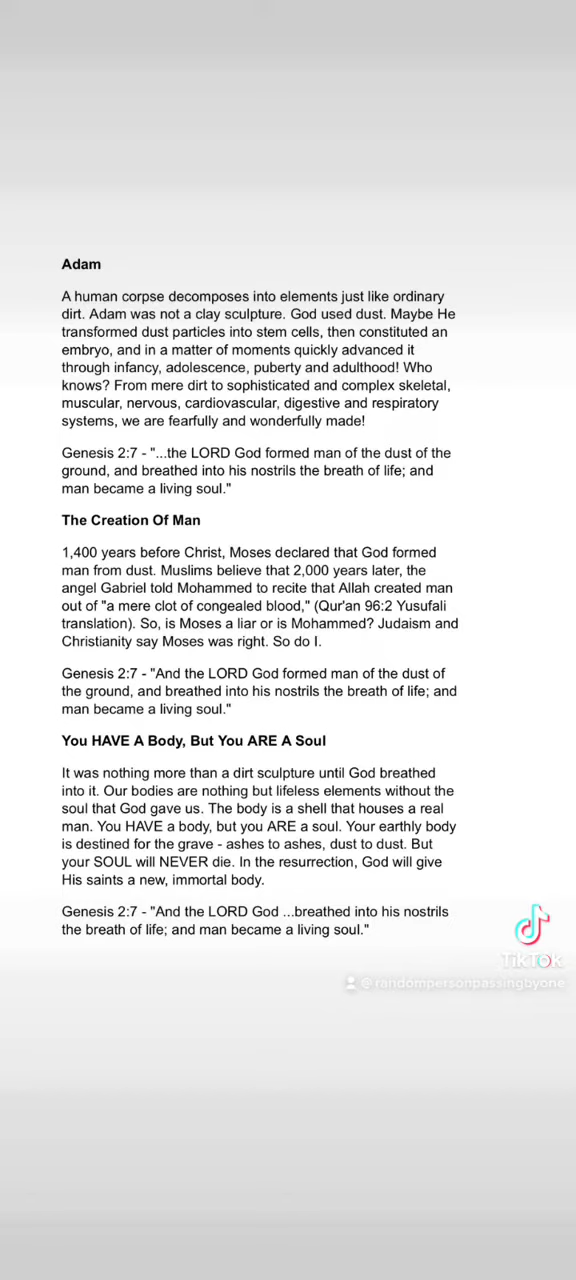 Adam
A human corpse decomposes into elements just like ordinary
dirt. Adam was not a clay sculpture. God used dust. Maybe He
transformed dust particles into stem cells, then constituted an
embryo, and in a matter of moments quickly advanced it
through infancy, adolescence, puberty and adulthood! Who
knows? From mere dirt to sophisticated and complex skeletal,
muscular, nervous, cardiovascular, digestive and respiratory
systems, we are fearfully and wonderfully made!
Genesis 2:7 - "...the LORD God formed man of the dust of the
ground, and breathed into his nostrils the breath of life; and
man became a living soul."
The Creation Of Man
1,400 years before Christ, Moses declared that God formed
man from dust. Muslims believe that 2,000 years later, the
angel Gabriel told Mohammed to recite that Allah created man
out of "a mere clot of congealed blood," (Qur'an 96:2 Yusufali
translation). So, is Moses a liar or is Mohammed? Judaism and
Christianity say Moses was right. So do I.
Genesis 2:7 - "And the LORD God formed man of the dust of
the ground, and breathed into his nostrils the breath of life; and
man became a living soul."
You HAVE A Body, But You ARE A Soul
It was nothing more than a dirt sculpture until God breathed
into it. Our bodies are nothing but lifeless elements without the
soul that God gave us. The body is a shell that houses a real
man. You HAVE a body, but you ARE a soul. Your earthly body
is destined for the grave - ashes to ashes, dust to dust. But
your SOUL will NEVER die. In the resurrection, God will give
His saints a new, immortal body.
Genesis 2:7 - "And the LORD God ...breathed into his nostrils
the breath of life; and man became a living soul."
TikTok
@randompersonpassingbyone